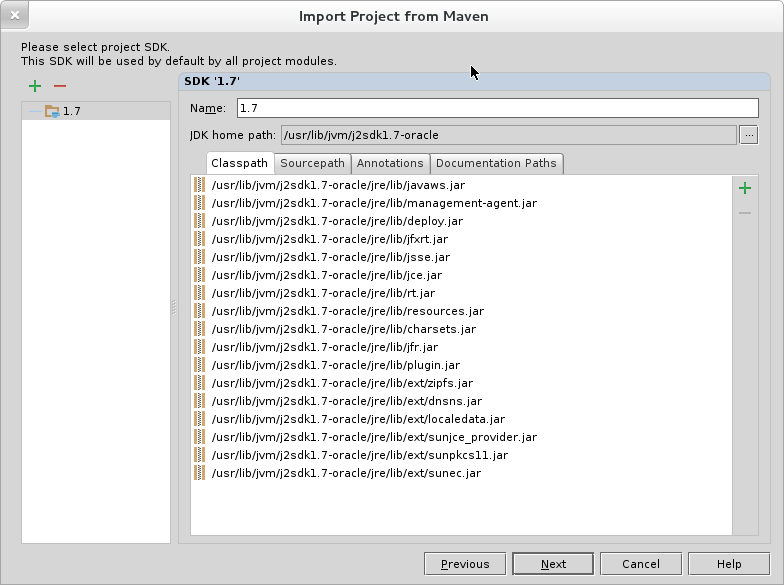 Import Project from Maven
Please select project SDK.
This SDK will be used by default by all project modules.
SDK '1.7'
1.7
Name: 1.7
JDK home path: /usr/lib/jvm/j2sdk1.7-oracle ...
Classpath Sourcepath Annotations Documentation Paths
/usr/lib/jvm/j2sdk1.7-oracle/jre/lib/javaws.jar
/usr/lib/jvm/j2sdk1.7-oracle/jre/lib/management-agent.jar
/usr/lib/jvm/j2sdk1.7-oracle/jre/lib/deploy.jar
/usr/lib/jvm/j2sdk1.7-oracle/jre/lib/jfxrt.jar
/usr/lib/jvm/j2sdk1.7-oracle/jre/lib/jsse.jar
/usr/lib/jvm/j2sdk1.7-oracle/jre/lib/jce.jar
/usr/lib/jvm/j2sdk1.7-oracle/jre/lib/rt.jar
/usr/lib/jvm/j2sdk1.7-oracle/jre/lib/resources.jar
/usr/lib/jvm/j2sdk1.7-oracle/jre/lib/charsets.jar
/usr/lib/jvm/j2sdk1.7-oracle/jre/lib/jfr.jar
/usr/lib/jvm/j2sdk1.7-oracle/jre/lib/plugin.jar
/usr/lib/jvm/j2sdk1.7-oracle/jre/lib/ext/zipfs.jar
/usr/lib/jvm/j2sdk1.7-oracle/jre/lib/ext/dnsns.jar
/usr/lib/jvm/j2sdk1.7-oracle/jre/lib/ext/localedata.jar
/usr/lib/jvm/j2sdk1.7-oracle/jre/lib/ext/sunjce_provider.jar
/usr/lib/jvm/j2sdk1.7-oracle/jre/lib/ext/sunpkcs11.jar
/usr/lib/jvm/j2sdk1.7-oracle/jre/lib/ext/sunec.jar
Previous Next Cancel Help